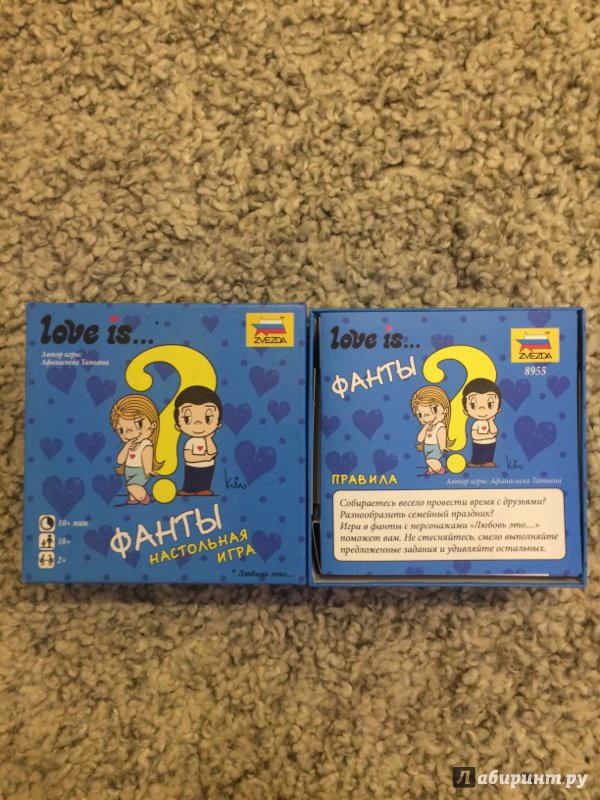 love is...
Автор игры:
Афанасьева Татьяна
ZVEZDA
?
ФАНТЫ
НАСТОЛЬНАЯ
ИГРА
10+ мин.
10+
2+
* Любовь это...
love is...
ZVEZDA
8955
ФАНТЫ
?
ПРАВИЛА
Автор игры: Афанасьева Татьяна
Собираетесь весело провести время с друзьями?
Разнообразить семейный праздник?
Игра в фанты с персонажами «Любовь это...»
поможет вам. Не стесняйтесь, смело выполняйте
предложенные задания и удивляйте остальных.
Лабиринт.ру